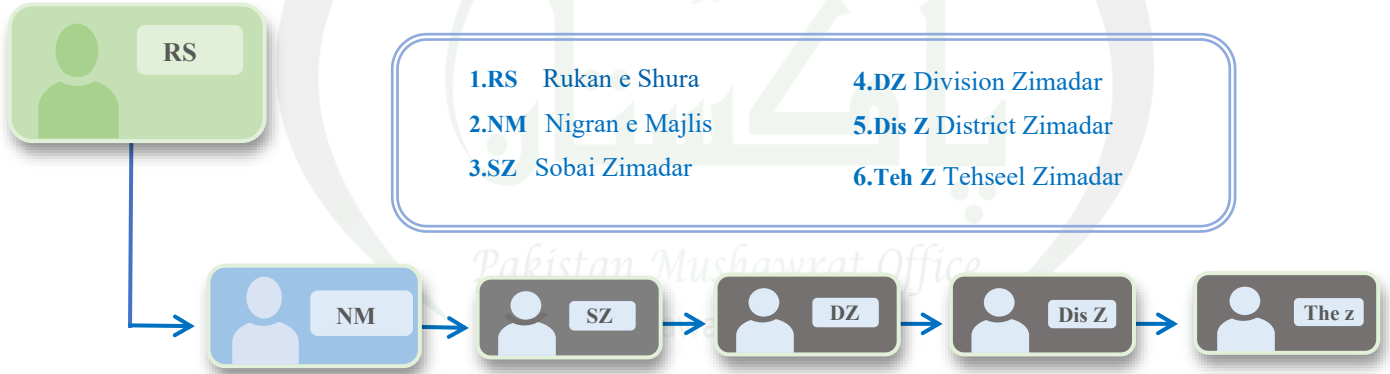 RS
1.RS Rukan e Shura
2.NM Nigran e Majlis
3.SZ Sobai Zimadar
4.DZ Division Zimadar
5.Dis Z District Zimadar
6.Teh Z Tehseel Zimadar
پاکستان
Pakistan Mushawrat Office
NM
SZ
DZ
Dis Z
The z